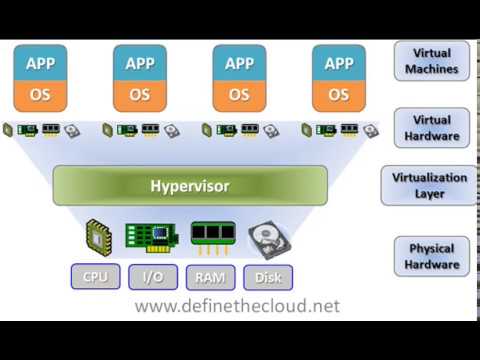 APP
OS
APP
OS
APP
OS
APP
OS
Virtual
Machines
Virtual
Hardware
Hypervisor
Virtualization
Layer
CPU
I/O
RAM
Disk
Physical
Hardware
www.definethecloud.net